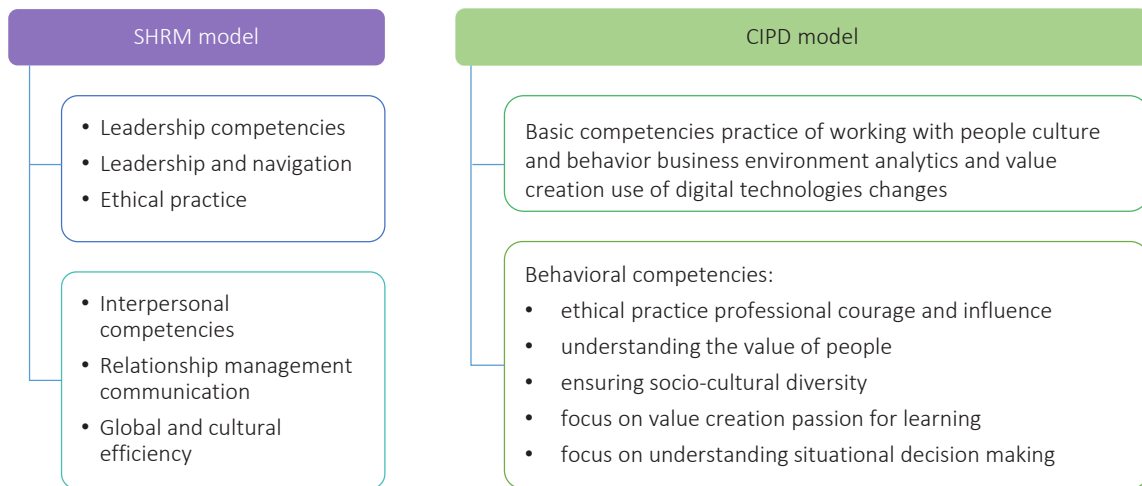 SHRM model
• Leadership competencies
• Leadership and navigation
• Ethical practice
• Interpersonal
competencies
• Relationship management
communication
• Global and cultural
efficiency
CIPD model
Basic competencies practice of working with people culture
and behavior business environment analytics and value
creation use of digital technologies changes
Behavioral competencies:
• ethical practice professional courage and influence
• understanding the value of people
• ensuring socio-cultural diversity
• focus on value creation passion for learning
• focus on understanding situational decision making